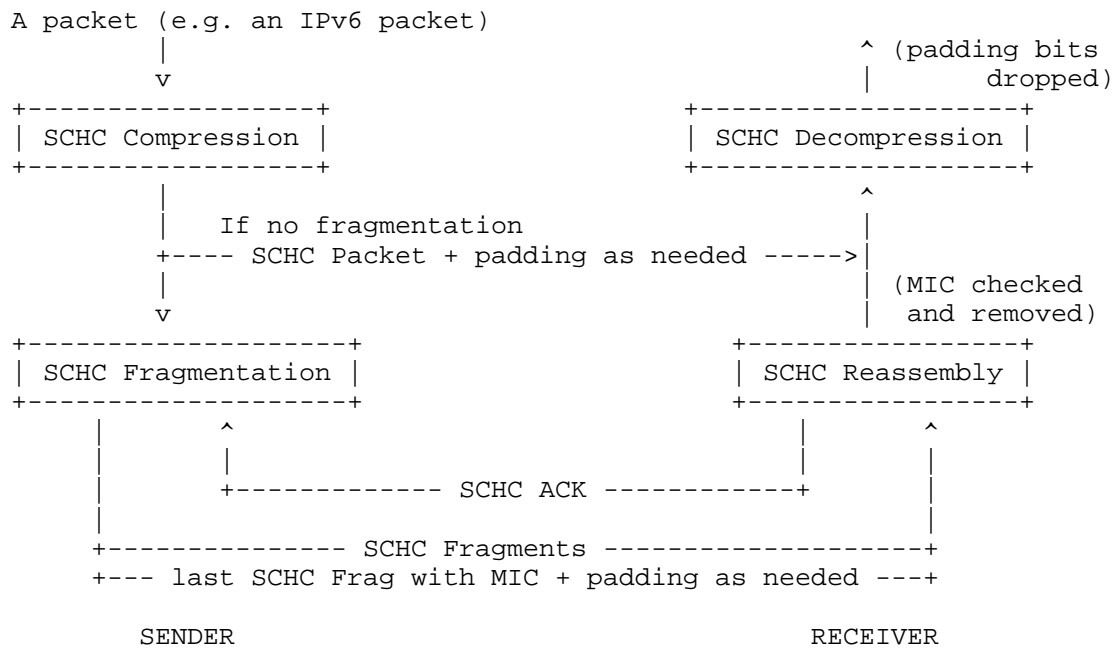 A packet (e.g. an IPv6 packet)
(padding bits
dropped)
SCHC Compression
SCHC Decompression
If no fragmentation
SCHC Packet + padding as needed
(MIC checked
and removed)
SCHC Fragmentation
SCHC Reassembly
SCHC ACK
SCHC Fragments
last SCHC Frag with MIC + padding as needed
SENDER
RECEIVER